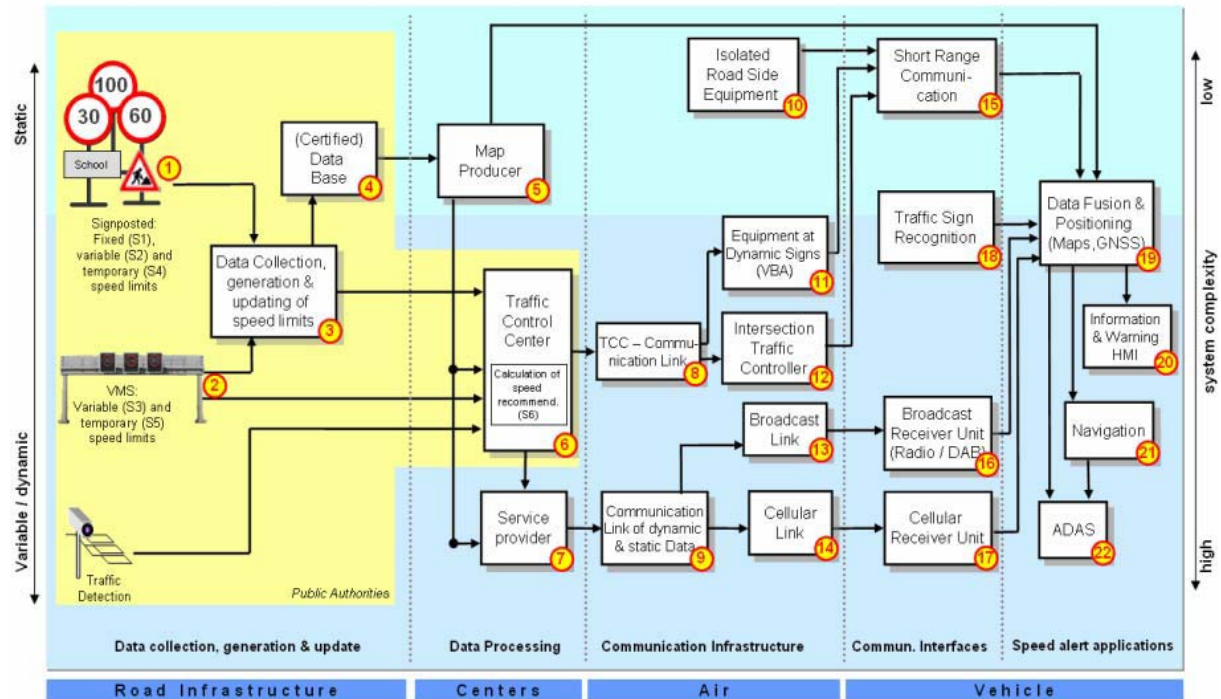 Static
Variable / dynamic
100
30
60
School
1
Signposted:
Fixed (S1),
variable (S2) and
temporary (S4)
speed limits
2
VMS:
Variable (S3) and
temporary (S5)
speed limits
Traffic
Detection
Public Authorities
Data Collection,
generation &
updating of
speed limits
3
(Certified)
Data
Base
4
Map
Producer
5
Traffic
Control
Center
Calculation of
speed
recommend.
(S6)
6
Service
provider
7
TCC – Commu-
nication Link
8
Communication
Link of dynamic
& static Data
9
Isolated
Road Side
Equipment
10
Equipment at
Dynamic Signs
(VBA)
11
Intersection
Traffic
Controller
12
Broadcast
Link
13
Cellular
Link
14
Short Range
Communi-
cation
15
Traffic Sign
Recognition
18
Broadcast
Receiver Unit
(Radio / DAB)
16
Cellular
Receiver Unit
17
Data Fusion &
Positioning
(Maps,GNSS)
19
Information
& Warning
HMI
20
Navigation
21
ADAS
22
low
system complexity
high
Data collection, generation & update
Data Processing
Communication Infrastructure
Commun. Interfaces
Speed alert applications
Road Infrastructure
Centers
Air
Vehicle